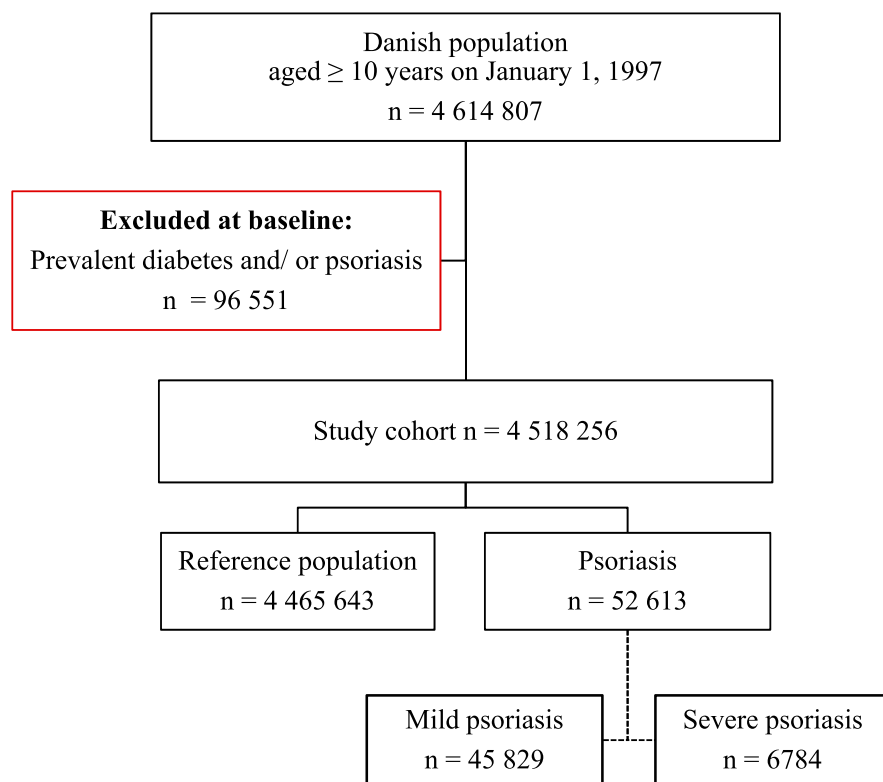 Danish population
aged ≥ 10 years on January 1, 1997
n = 4 614 807
Excluded at baseline:
Prevalent diabetes and/ or psoriasis
n = 96 551
Study cohort n = 4 518 256
Reference population
n = 4 465 643
Psoriasis
n = 52 613
Mild psoriasis
n = 45 829
Severe psoriasis
n = 6784